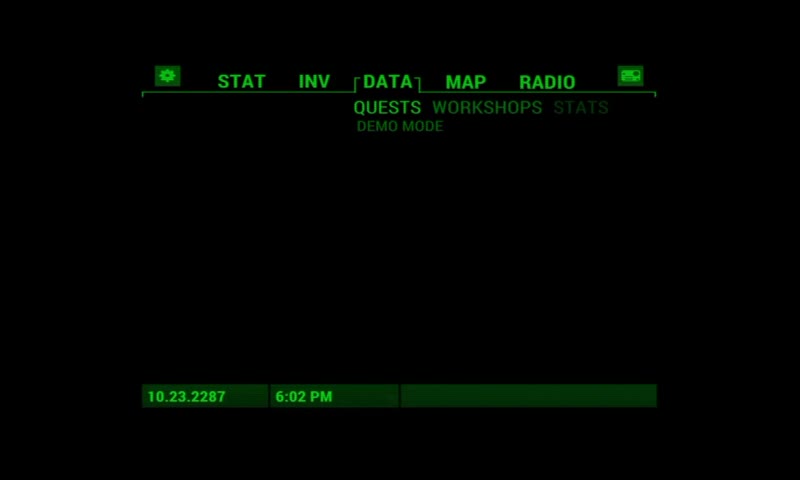 STAT INV DATA MAP RADIO
QUESTS WORKSHOPS STATS
DEMO MODE
10.23.2287 6:02 PM